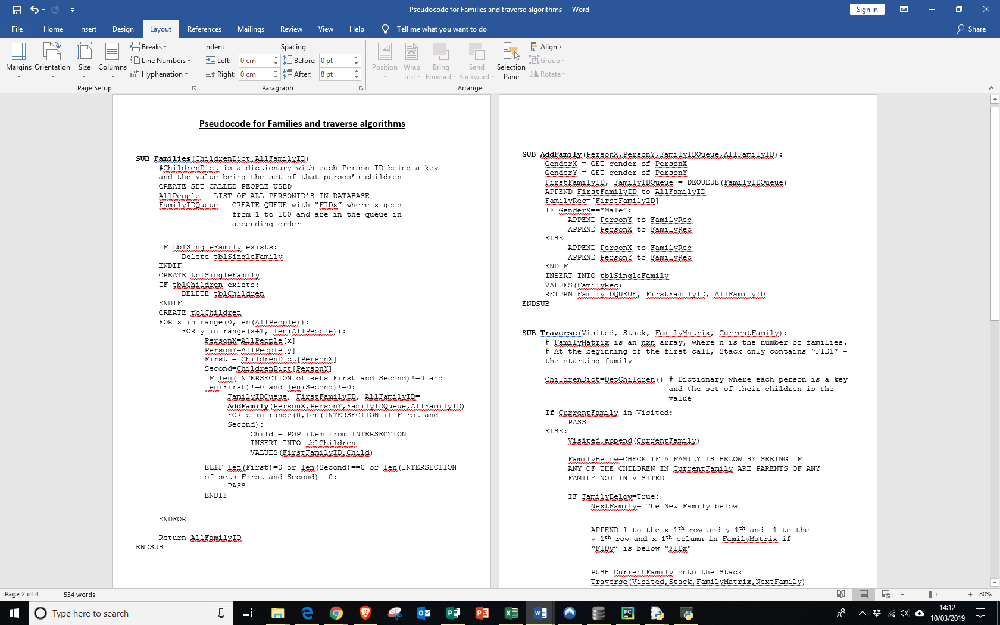 Pseudocode for Families and traverse algorithms - Word
Sign in
File Home Insert Design Layout References Mailings Review View Help Tell me what you want to do Share
Margins Orientation Size Columns
Breaks
Line Numbers
Hyphenation
Page Setup
Indent Spacing
Left: 0 cm Before: 0 pt
Right: 0 cm After: 8 pt
Paragraph
Position Wrap Text Bring Forward Send Backward Selection Pane
Align
Group
Rotate
Arrange
Pseudocode for Families and traverse algorithms
SUB Families(ChildrenDict,AllFamilyID)
#ChildrenDict is a dictionary with each Person ID being a key
and the value being the set of that person's children
CREATE SET CALLED PEOPLE USED
AllPeople = LIST OF ALL PERSONID'S IN DATABASE
FamilyIDQueue = CREATE QUEUE with “FIDx” where x goes
from 1 to 100 and are in the queue in
ascending order
IF tblSingleFamily exists:
Delete tblSingleFamily
ENDIF
CREATE tblSingleFamily
IF tblChildren exists:
DELETE tblChildren
ENDIF
CREATE tblChildren
FOR x in range(0,len(AllPeople)):
FOR y in range(x+1, len(AllPeople)):
PersonX=AllPeople[x]
PersonY=AllPeople[y]
First = ChildrenDict[PersonX]
Second=ChildrenDict[PersonY]
IF len(INTERSECTION of sets First and Second)!=0 and
len(First)!=0 and len(Second)!=0:
FamilyIDQueue, FirstFamilyID, AllFamilyID=
AddFamily(PersonX,PersonY,FamilyIDQueue,AllFamilyID)
FOR z in range(0,len(INTERSECTION if First and
Second):
Child = POP item from INTERSECTION
INSERT INTO tblChildren
VALUES(FirstFamilyID,Child)
ELIF len(First)=0 or len(Second)==0 or len(INTERSECTION
of sets First and Second)==0:
PASS
ENDIF
ENDFOR
Return AllFamilyID
ENDSUB
SUB AddFamily(PersonX,PersonY,FamilyIDQueue,AllFamilyID):
GenderX = GET gender of PersonX
GenderY = GET gender of PersonY
FirstFamilyID, FamilyIDQueue = DEQUEUE(FamilyIDQueue)
APPEND FirstFamilyID to AllFamilyID
FamilyRec=[FirstFamilyID]
IF GenderX==”Male”:
APPEND PersonY to FamilyRec
APPEND PersonX to FamilyRec
ELSE
APPEND PersonX to FamilyRec
APPEND PersonY to FamilyRec
ENDIF
INSERT INTO tblSingleFamily
VALUES(FamilyRec)
RETURN FamilyIDQUEUE, FirstFamilyID, AllFamilyID
ENDSUB
SUB Traverse(Visited, Stack, FamilyMatrix, CurrentFamily):
# FamilyMatrix is an nxn array, where n is the number of families.
# At the beginning of the first call, Stack only contains “FID1” –
the starting family
ChildrenDict=DetChildren() # Dictionary where each person is a key
and the set of their children is the
value
If CurrentFamily in Visited:
PASS
ELSE:
Visited.append(CurrentFamily)
FamilyBelow=CHECK IF A FAMILY IS BELOW BY SEEING IF
ANY OF THE CHILDREN IN CurrentFamily ARE PARENTS OF ANY
FAMILY NOT IN VISITED
IF FamilyBelow=True:
NextFamily= The New Family below
APPEND 1 to the x-1th row and y-1th and -1 to the
y-1th row and x-1th column in FamilyMatrix if
“FIDy” is below “FIDx”
PUSH CurrentFamily onto the Stack
Traverse(Visited,Stack,FamilyMatrix,NextFamily)
Page 2 of 4 534 words 80%
Type here to search
14:12
10/03/2019